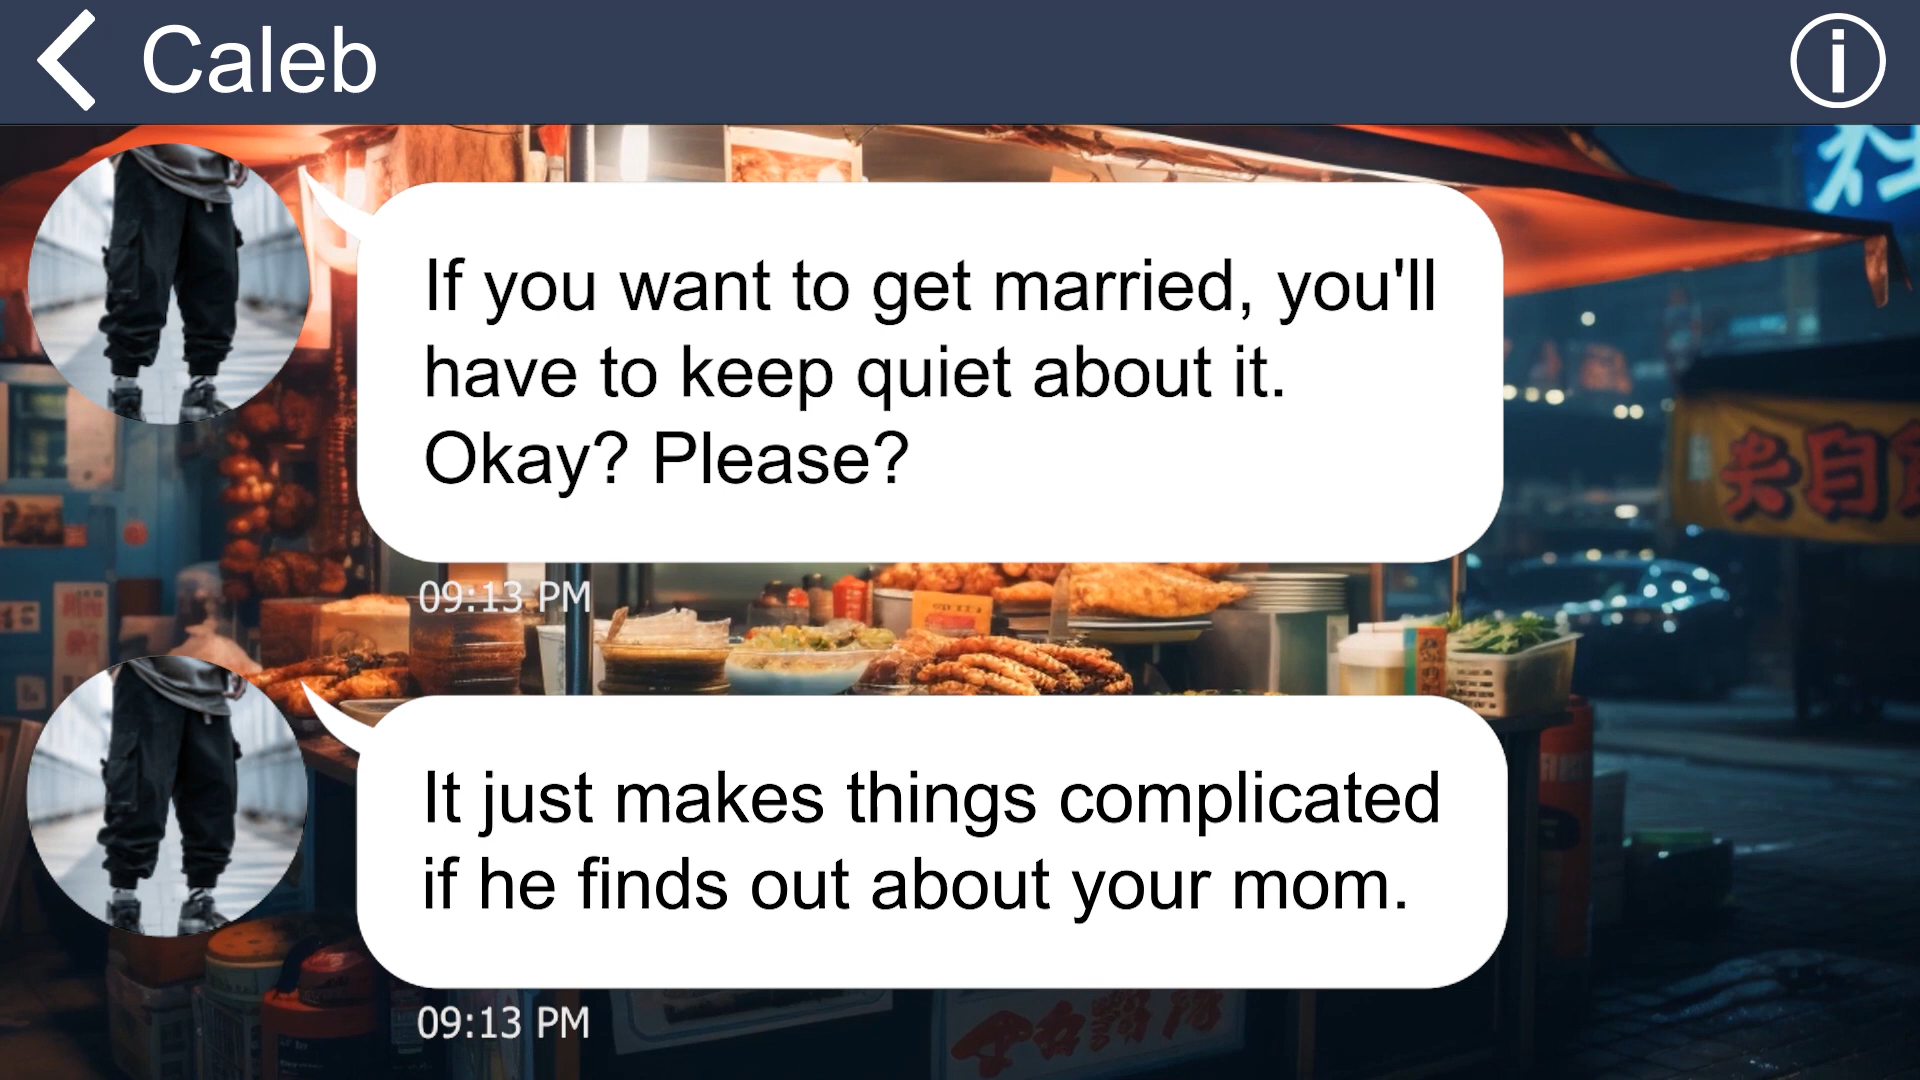 Caleb
If you want to get married, you'll
have to keep quiet about it.
Okay? Please?
09:13 PM
It just makes things complicated
if he finds out about your mom.
09:13 PM